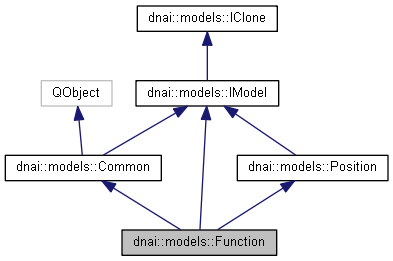 dnai::models::IClone
QObject
dnai::models::IModel
dnai::models::Common
dnai::models::Position
dnai::models::Function